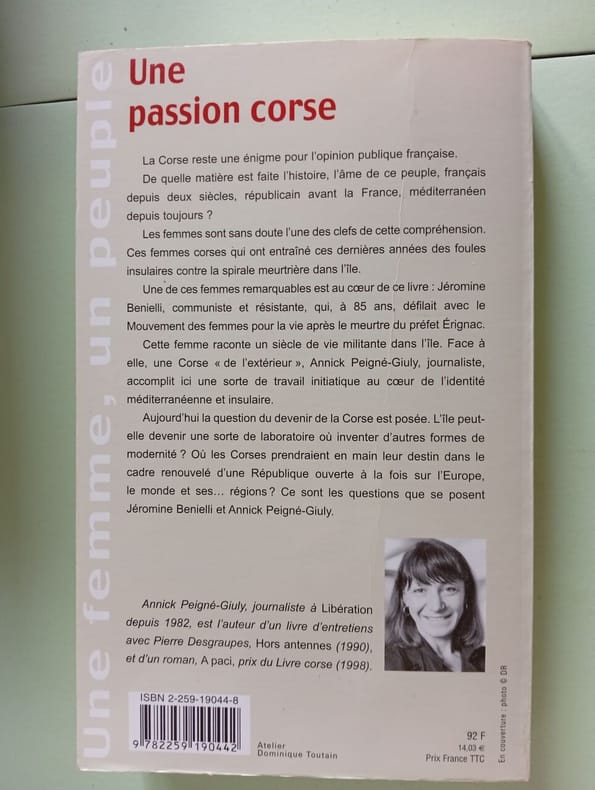 Une femme, un peuple
Une
passion corse
La Corse reste une énigme pour l'opinion publique française.
De quelle matière est faite l'histoire, l'âme de ce peuple, français
depuis deux siècles, républicain avant la France, méditerranéen
depuis toujours ?
Les femmes sont sans doute l'une des clefs de cette compréhension.
Ces femmes corses qui ont entraîné ces dernières années des foules
insulaires contre la spirale meurtrière dans l'île.
Une de ces femmes remarquables est au cœur de ce livre : Jéromine
Benielli, communiste et résistante, qui, à 85 ans, défilait avec le
Mouvement des femmes pour la vie après le meurtre du préfet Érignac.
Cette femme raconte un siècle de vie militante dans l'île. Face à
elle, une Corse « de l'extérieur », Annick Peigné-Giuly, journaliste,
accomplit ici une sorte de travail initiatique au cœur de l'identité
méditerranéenne et insulaire.
Aujourd'hui la question du devenir de la Corse est posée. L'île peut-
elle devenir une sorte de laboratoire où inventer d'autres formes de
modernité ? Où les Corses prendraient en main leur destin dans le
cadre renouvelé d'une République ouverte à la fois sur l'Europe,
le monde et ses... régions ? Ce sont les questions que se posent
Jéromine Benielli et Annick Peigné-Giuly.
Annick Peigné-Giuly, journaliste à Libération
depuis 1982, est l'auteur d'un livre d'entretiens
avec Pierre Desgraupes, Hors antennes (1990),
et d'un roman, A paci, prix du Livre corse (1998).
ISBN 2-259-19044-8
9 782259 190442
Atelier
Dominique Toutain
92 F
14,03 €
Prix France TTC
En couverture : photo © DR